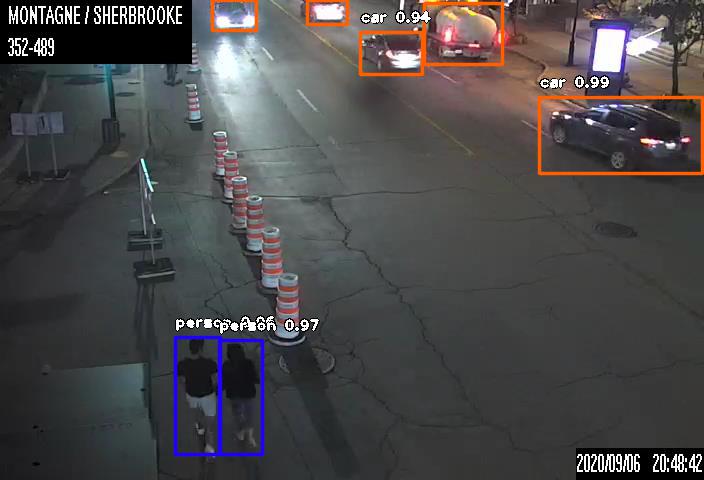 MONTAGNE / SHERBROOKE
352-489
car 0.94
car 0.99
person 0.97
2020/09/06 20:48:42